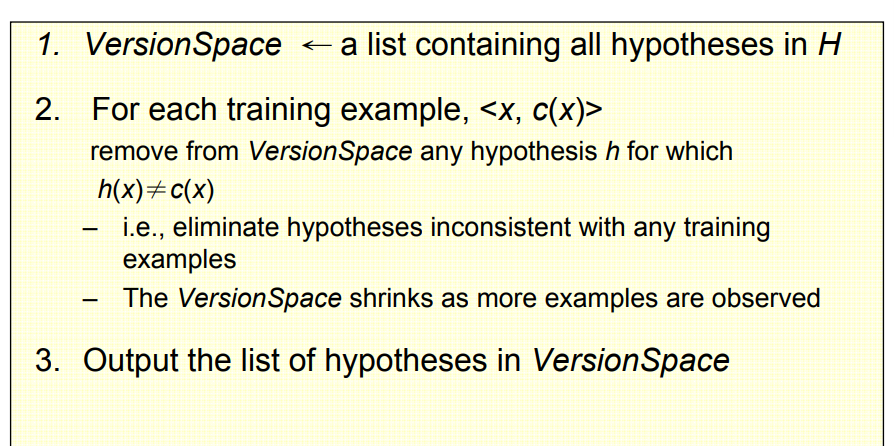 1. VersionSpace ← a list containing all hypotheses in H
2. For each training example, <x, c(x)>
remove from VersionSpace any hypothesis h for which
h(x)≠c(x)
– i.e., eliminate hypotheses inconsistent with any training
examples
– The VersionSpace shrinks as more examples are observed
3. Output the list of hypotheses in VersionSpace